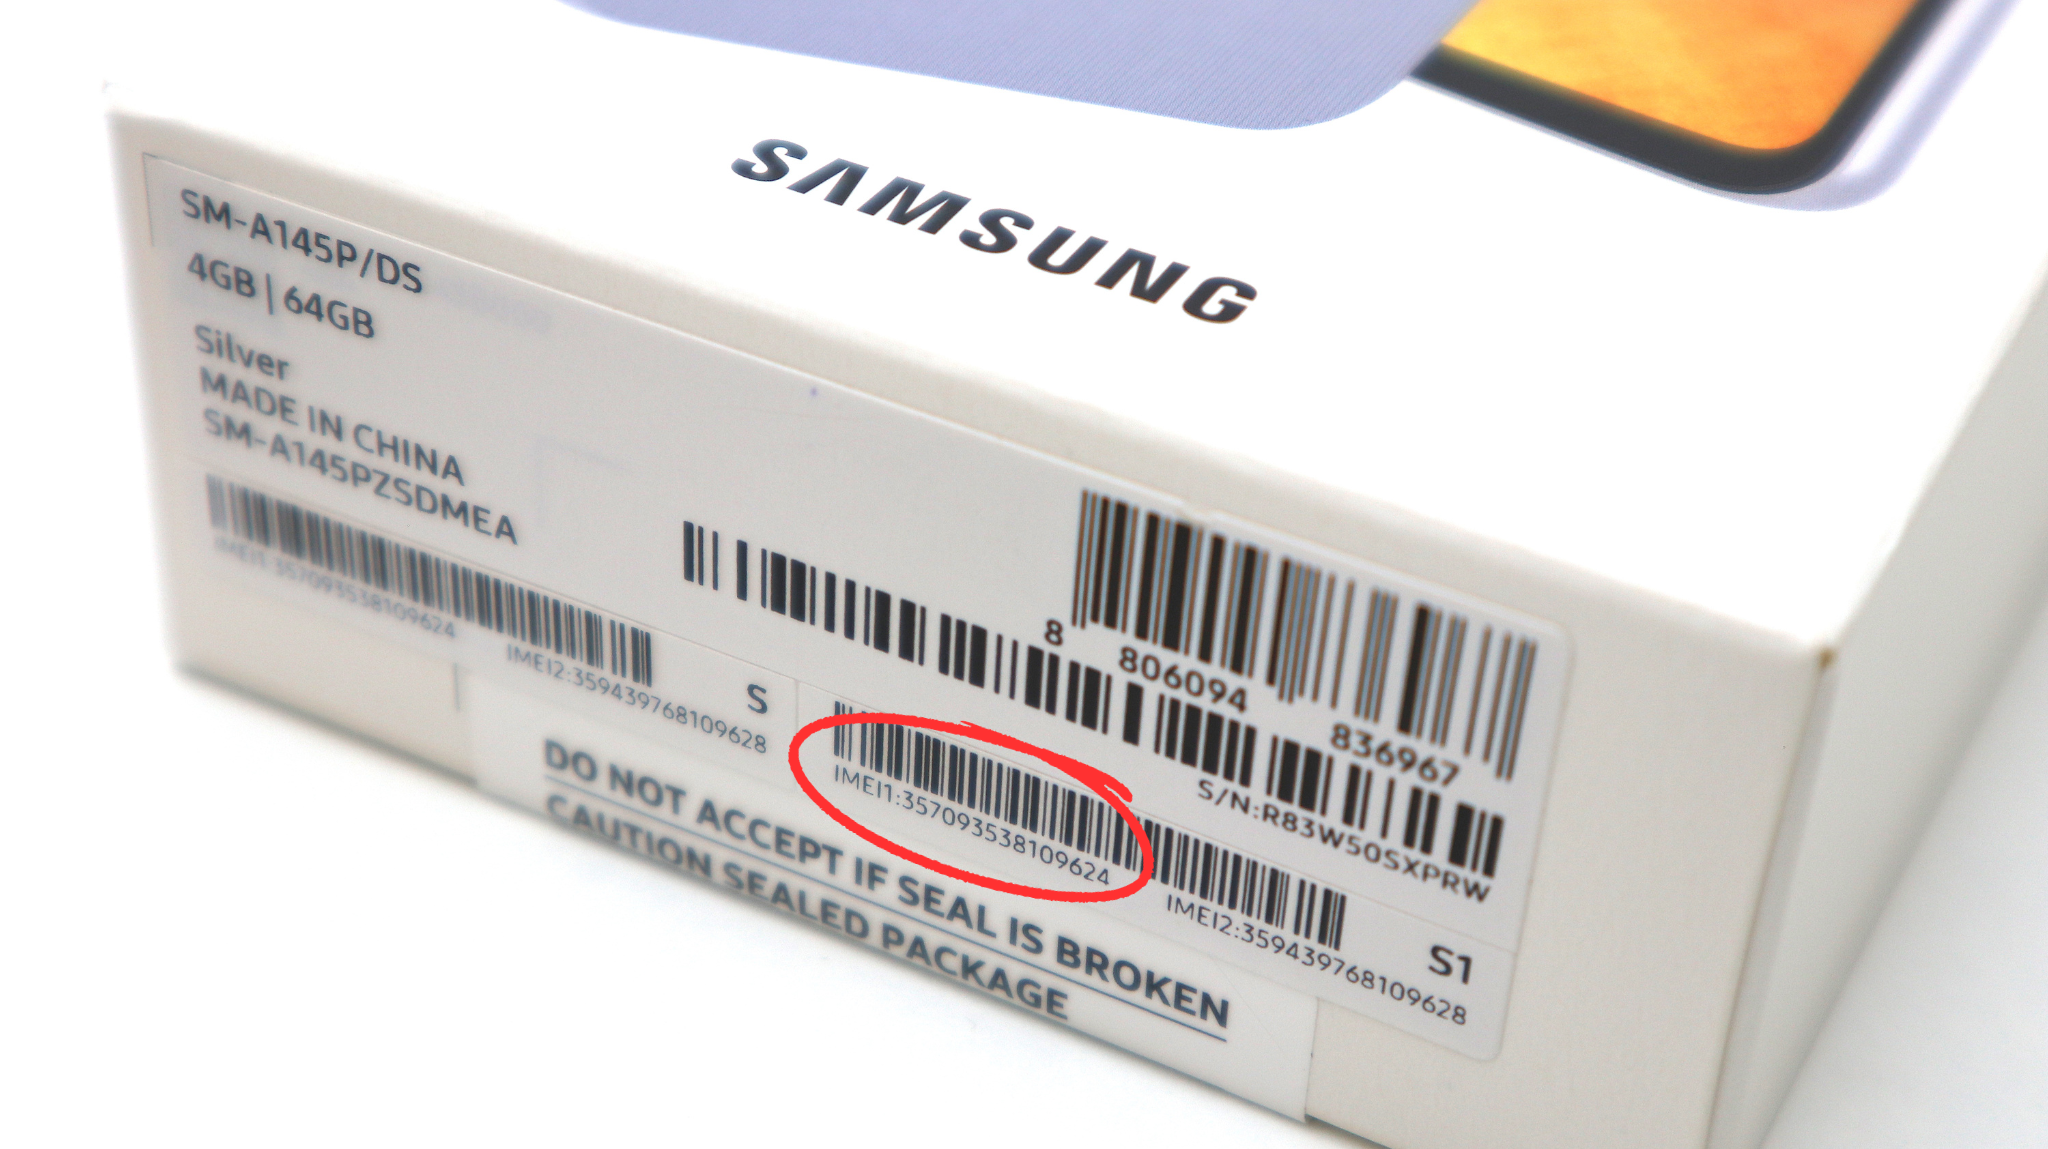 SAMSUNG
SM-A145P/DS
4GB | 64GB
Silver
MADE IN CHINA
SM-A145PZSDMEA
IMEI1:357093538109624
IMEI2:359439768109628
S
8 806094 836967
S/N:R83W50SXPRW
IMEI1:357093538109624
IMEI2:359439768109628
S1
DO NOT ACCEPT IF SEAL IS BROKEN
CAUTION SEALED PACKAGE